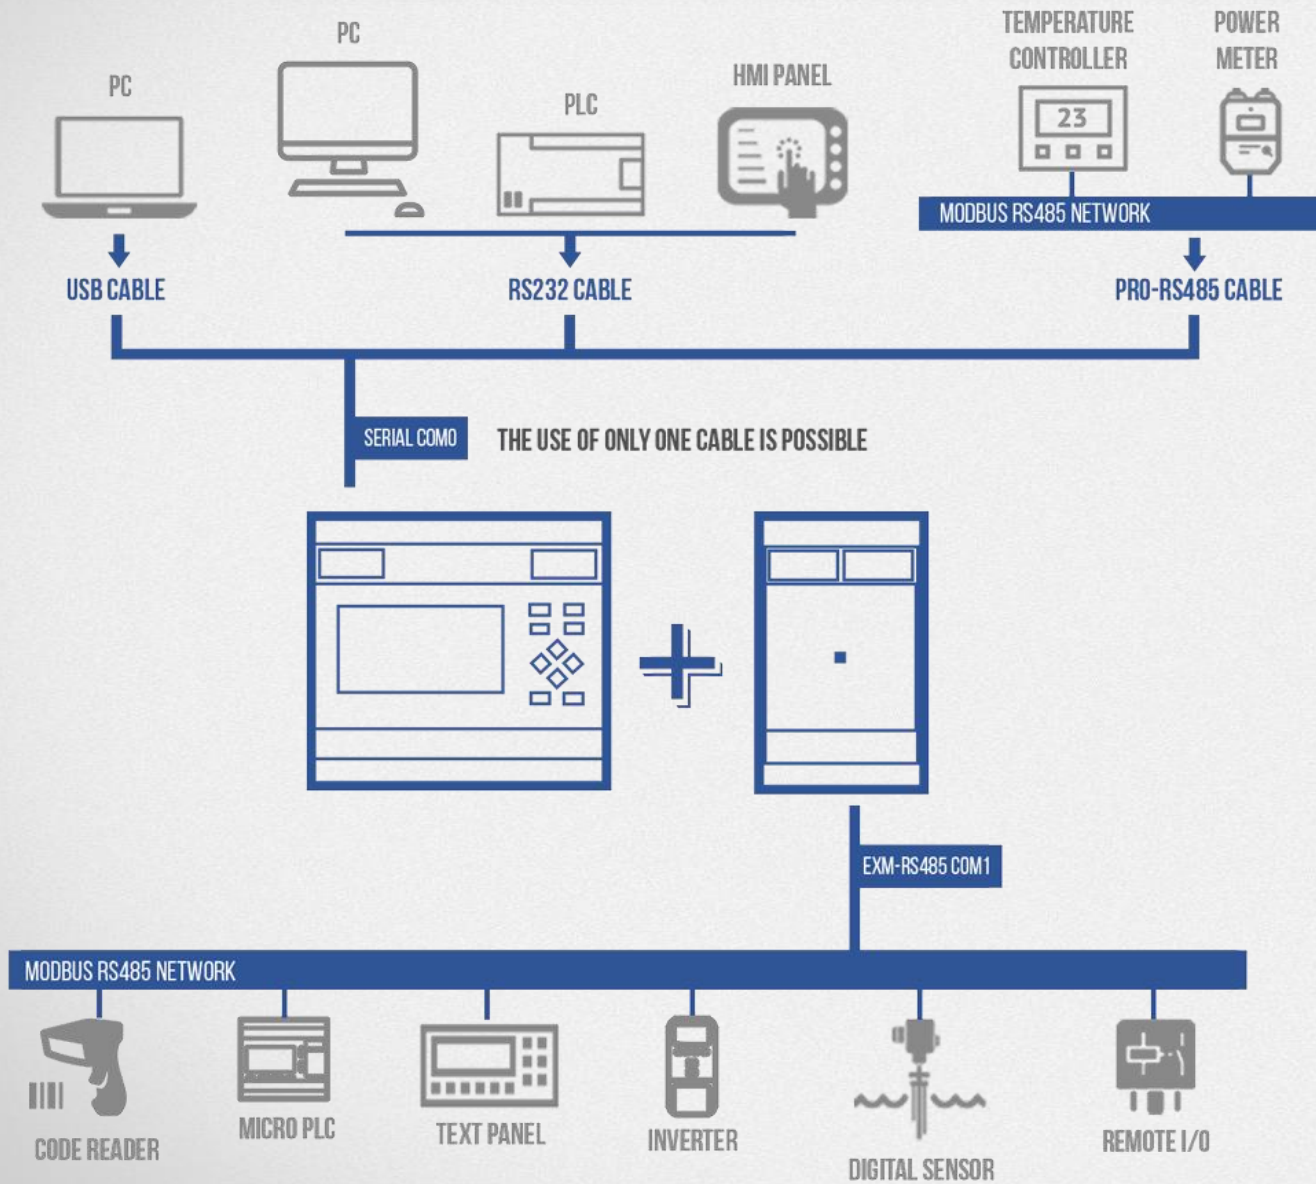 PC
PC
PLC
HMI PANEL
TEMPERATURE
CONTROLLER
POWER
METER
23
MODBUS RS485 NETWORK
USB CABLE
RS232 CABLE
PRO-RS485 CABLE
SERIAL COM0
THE USE OF ONLY ONE CABLE IS POSSIBLE
EXM-RS485 COM1
MODBUS RS485 NETWORK
CODE READER
MICRO PLC
TEXT PANEL
INVERTER
DIGITAL SENSOR
REMOTE I/O